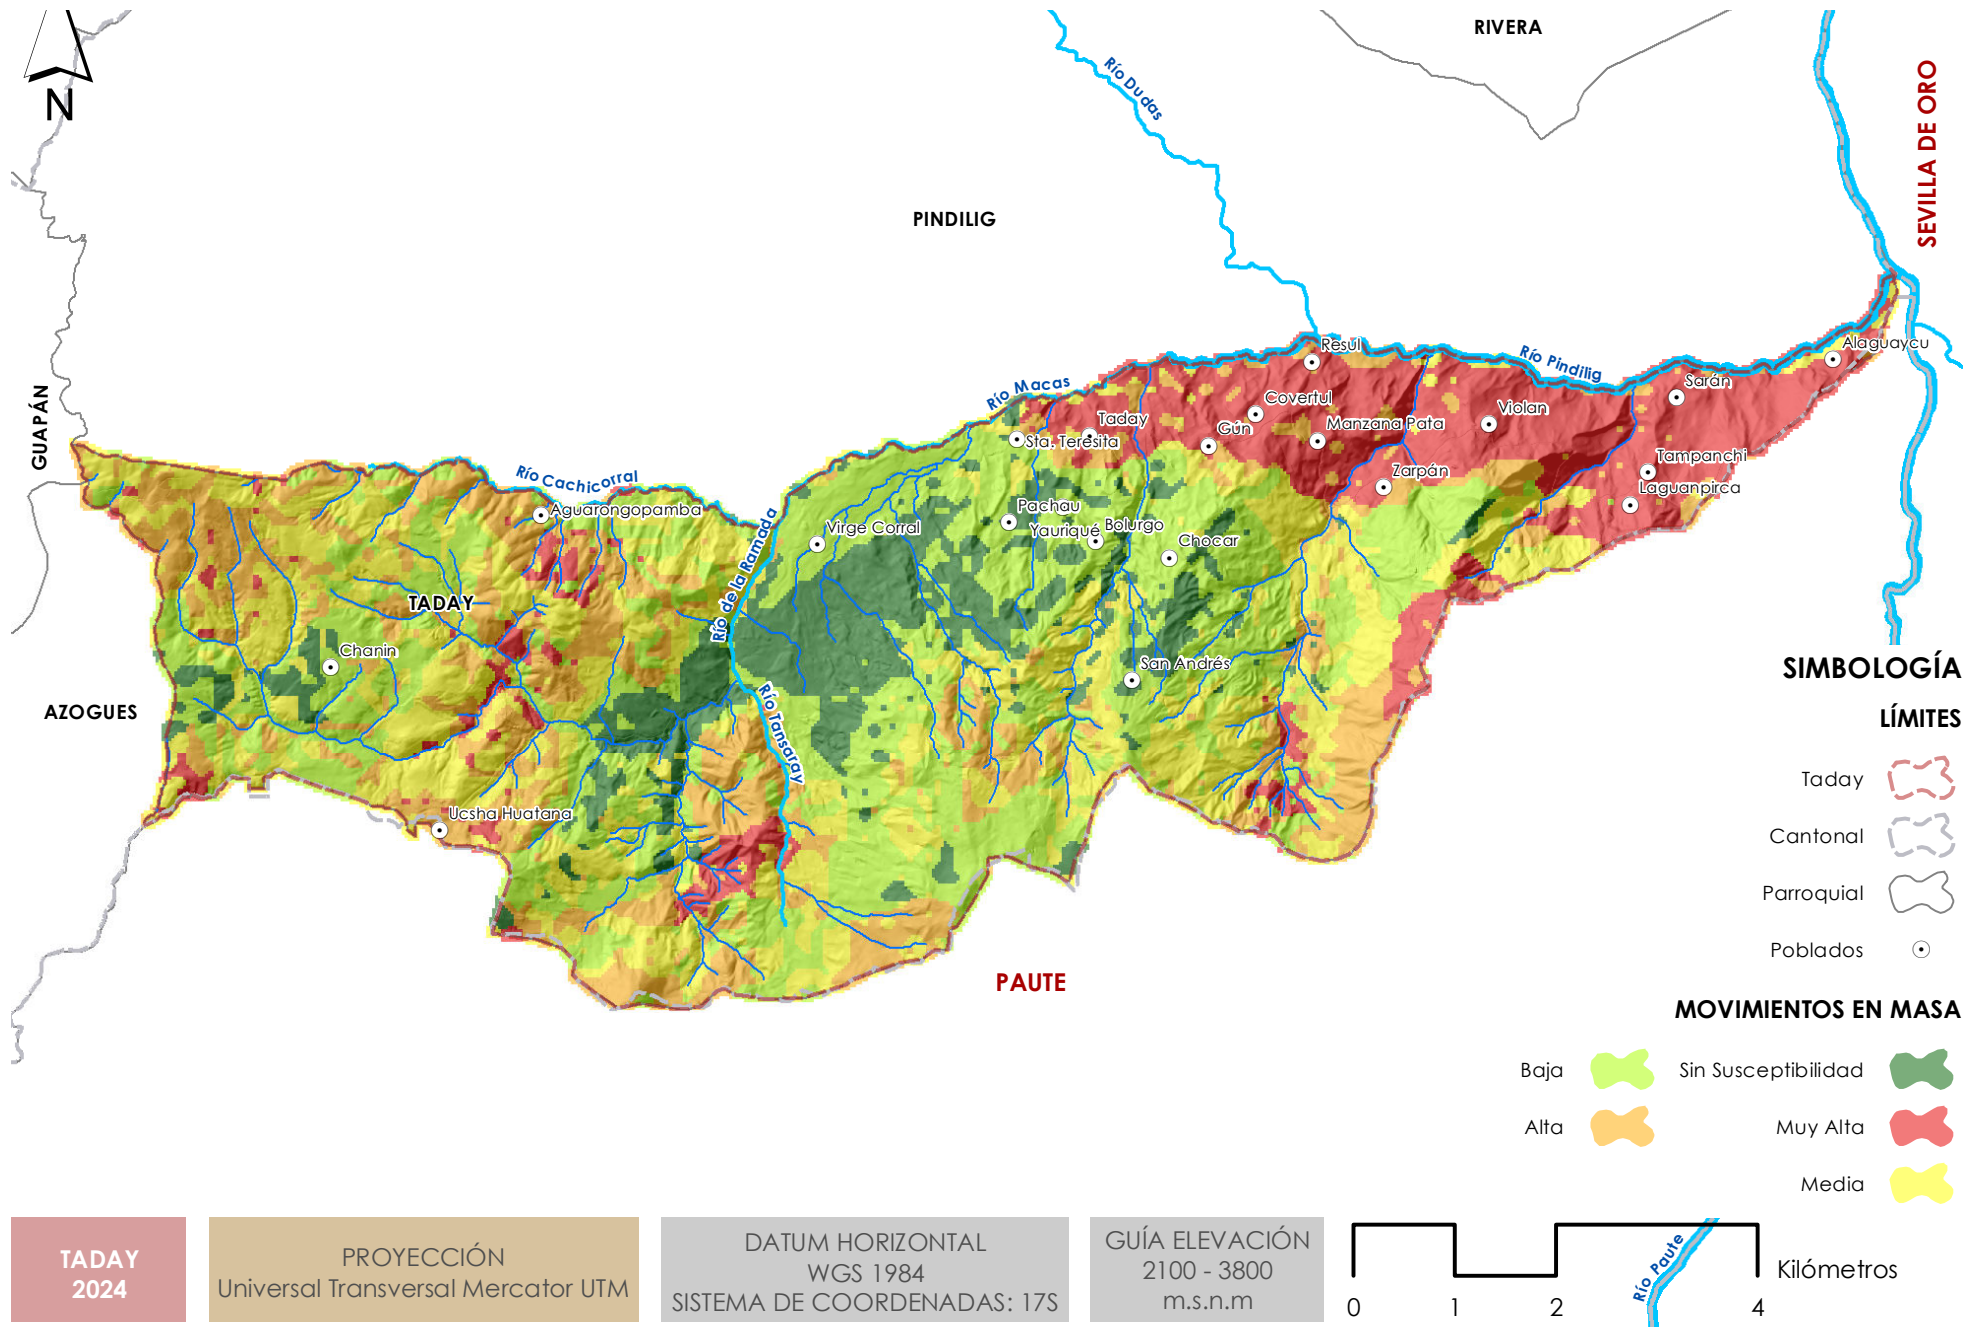 N
RIVERA
Río Dudas
SEVILLA DE ORO
PINDILIG
GUAPÁN
Resul
Río Pindilig
Alaguaycu
Río Macas
Sarán
Covertul
Violan
Taday
Gún
Manzana Pata
Sta. Teresita
Tampanchi
Río Cachicorral
Zarpán
Laguanpirca
Aguarongopamba
Pachau
Virge Corral
Yauriqué
Bolurgo
Chocar
Río de la Ramada
TADAY
Chanin
San Andrés
AZOGUES
Río Tansaray
Ucsha Huatana
PAUTE
SIMBOLOGÍA
LÍMITES
Taday
Cantonal
Parroquial
Poblados
MOVIMIENTOS EN MASA
Baja
Sin Susceptibilidad
Alta
Muy Alta
Media
TADAY
2024
PROYECCIÓN
Universal Transversal Mercator UTM
DATUM HORIZONTAL
WGS 1984
SISTEMA DE COORDENADAS: 17S
GUÍA ELEVACIÓN
2100 - 3800
m.s.n.m
Río Paute
Kilómetros
0 1 2 4